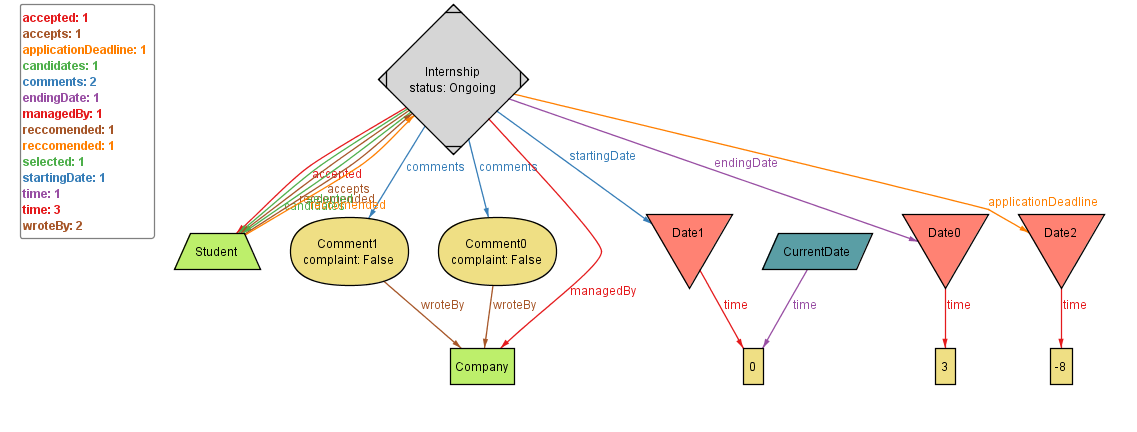 accepted: 1
accepts: 1
applicationDeadline: 1
candidates: 1
comments: 2
endingDate: 1
managedBy: 1
reccomened: 1
reccomended: 1
selected: 1
startingDate: 1
time: 1
time: 3
wroteBy: 2
Internship
status: Ongoing
accepted
accepts
candidates
comments
comments
startingDate
endingDate
applicationDeadline
Student
Comment1
complaint: False
Comment0
complaint: False
Date1
CurrentDate
Date0
Date2
wroteBy
wroteBy
managedBy
time
time
time
time
Company
0
3
-8